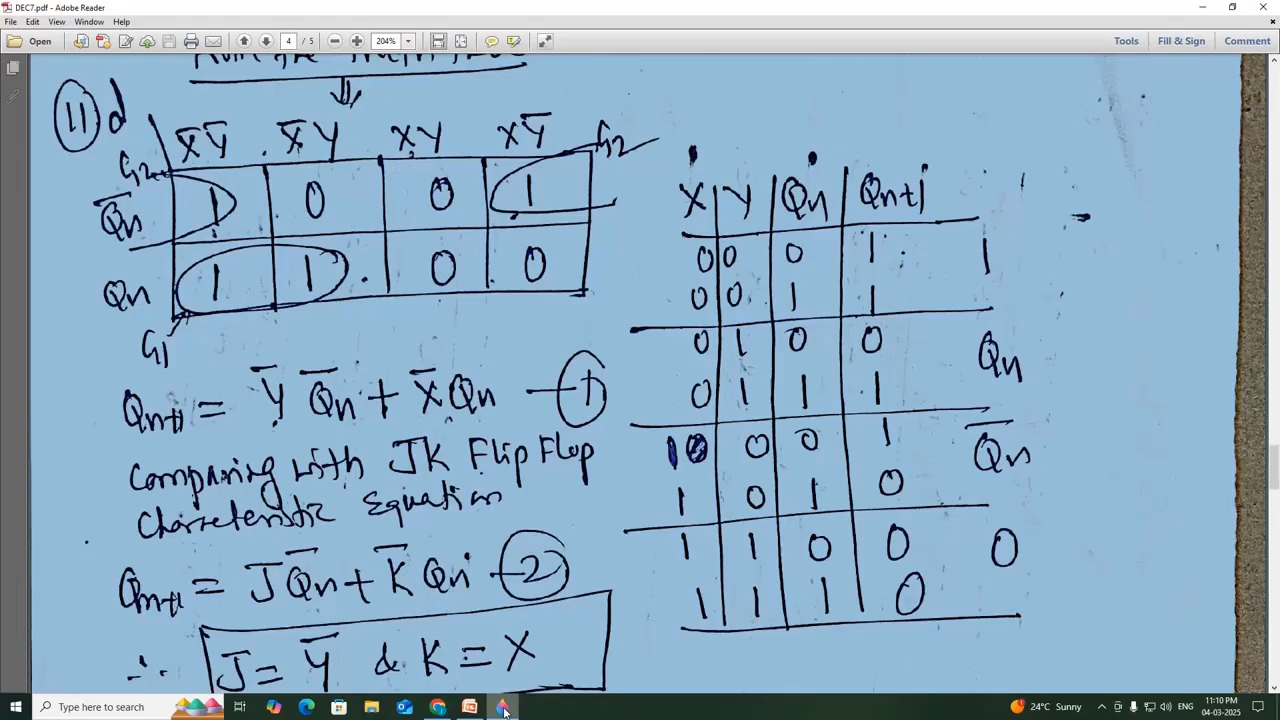 DEC7.pdf - Adobe Reader
File Edit View Window Help
Open 4 / 5 204% Tools Fill & Sign Comment
11 d
X̅Y̅ X̅Y XY XY̅
G2 G2
Q̅n 1 0 0 1
Qn 1 1 0 0
G1
Qn+1 = Y̅ Q̅n + X̅ Qn — 1
Comparing with JK Flip Flop
Characteristic Equation
Qn+1 = J Q̅n + K̅ Qn — 2
∴ J = Y̅ & K = X
X Y Qn Qn+1
0 0 0 1 1
0 0 1 1
0 1 0 0 Qn
0 1 1 1
1 0 0 1 Q̅n
1 0 1 0
1 1 0 0 0
1 1 1 0
Type here to search 24°C Sunny 11:10 PM
04-03-2025